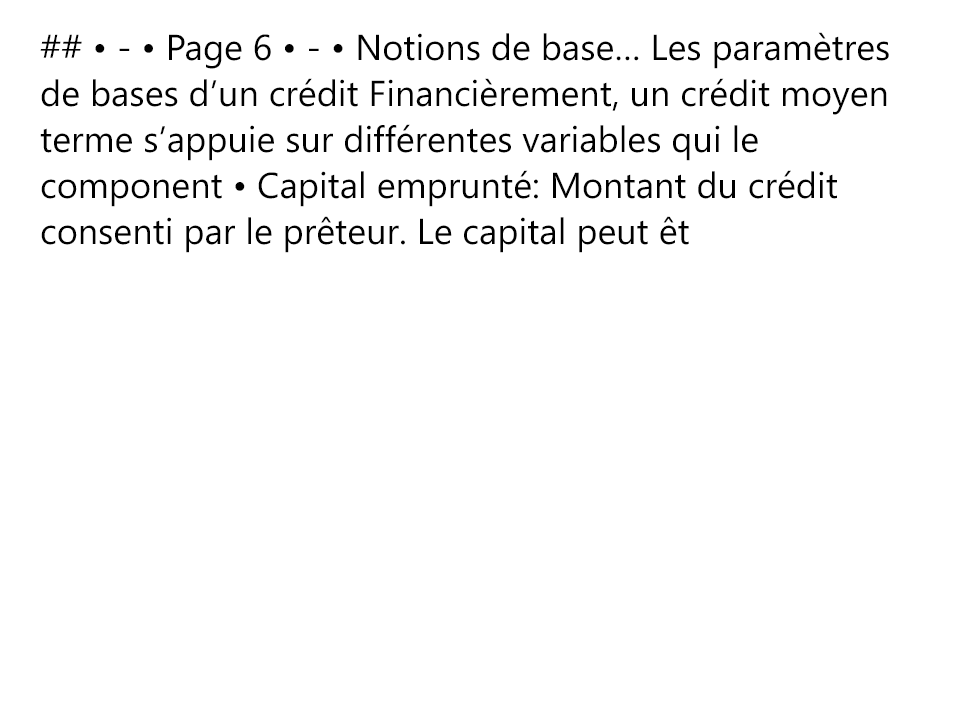 ## • - • Page 6 • - • Notions de base... Les paramètres
de bases d’un crédit Financièrement, un crédit moyen
terme s’appuie sur différentes variables qui le
component • Capital emprunté: Montant du crédit
consenti par le prêteur. Le capital peut êt